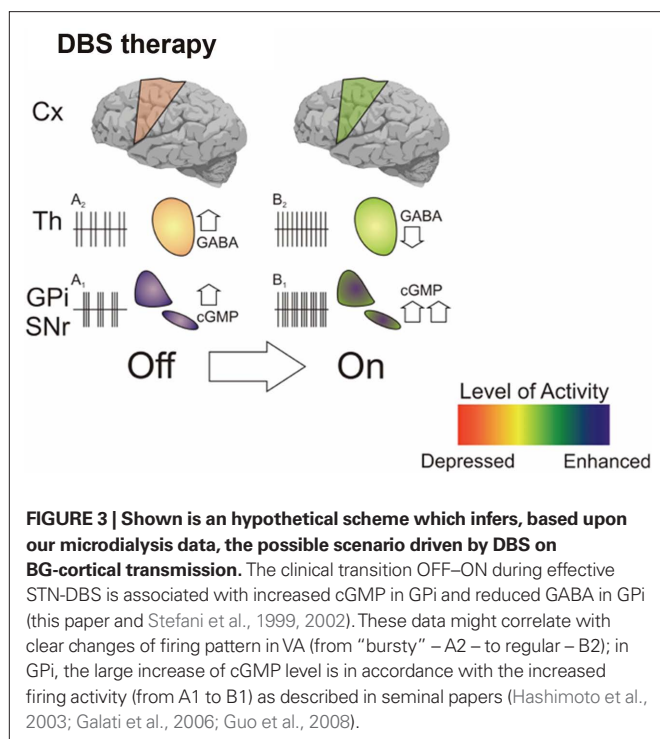 DBS therapy
Cx
Th
A2
GABA
B2
GABA
GPi
SNr
A1
cGMP
B1
cGMP
Off
On
Level of Activity
Depressed
Enhanced
FIGURE 3 | Shown is an hypothetical scheme which infers, based upon
our microdialysis data, the possible scenario driven by DBS on
BG-cortical transmission. The clinical transition OFF–ON during effective
STN-DBS is associated with increased cGMP in GPi and reduced GABA in GPi
(this paper and Stefani et al., 1999, 2002). These data might correlate with
clear changes of firing pattern in VA (from “bursty” – A2 – to regular – B2); in
GPi, the large increase of cGMP level is in accordance with the increased
firing activity (from A1 to B1) as described in seminal papers (Hashimoto et al.,
2003; Galati et al., 2006; Guo et al., 2008).